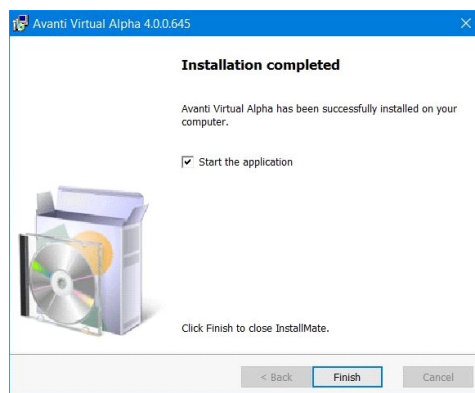 Avanti Virtual Alpha 4.0.0.645
Installation completed
Avanti Virtual Alpha has been successfully installed on your
computer.
Start the application
Click Finish to close InstallMate.
< Back Finish Cancel